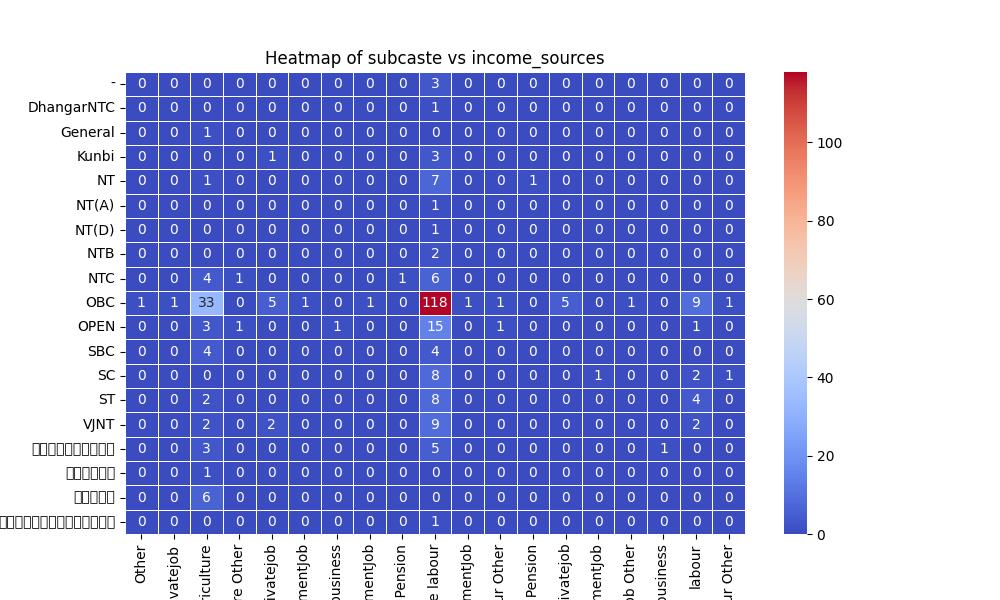 Heatmap of subcaste vs income_sources
- 0 0 0 0 0 0 0 0 0 3 0 0 0 0 0 0 0 0 0
DhangarNTC 0 0 0 0 0 0 0 0 0 1 0 0 0 0 0 0 0 0 0
General 0 0 1 0 0 0 0 0 0 0 0 0 0 0 0 0 0 0 0
Kunbi 0 0 0 0 1 0 0 0 0 3 0 0 0 0 0 0 0 0 0
NT 0 0 1 0 0 0 0 0 0 7 0 0 1 0 0 0 0 0 0
NT(A) 0 0 0 0 0 0 0 0 0 1 0 0 0 0 0 0 0 0 0
NT(D) 0 0 0 0 0 0 0 0 0 1 0 0 0 0 0 0 0 0 0
NTB 0 0 0 0 0 0 0 0 0 2 0 0 0 0 0 0 0 0 0
NTC 0 0 4 1 0 0 0 0 1 6 0 0 0 0 0 0 0 0 0
OBC 1 1 33 0 5 1 0 1 0 118 1 1 0 5 0 1 0 9 1
OPEN 0 0 3 1 0 0 1 0 0 15 0 1 0 0 0 0 0 1 0
SBC 0 0 4 0 0 0 0 0 0 4 0 0 0 0 0 0 0 0 0
SC 0 0 0 0 0 0 0 0 0 8 0 0 0 0 1 0 0 2 1
ST 0 0 2 0 0 0 0 0 0 8 0 0 0 0 0 0 0 4 0
VJNT 0 0 2 0 2 0 0 0 0 9 0 0 0 0 0 0 0 2 0
0 0 3 0 0 0 0 0 0 5 0 0 0 0 0 0 1 0 0
0 0 1 0 0 0 0 0 0 0 0 0 0 0 0 0 0 0 0
0 0 6 0 0 0 0 0 0 0 0 0 0 0 0 0 0 0 0
0 0 0 0 0 0 0 0 0 1 0 0 0 0 0 0 0 0 0
Other
vatejob
iculture
re Other
ivatejob
mentJob
business
mentJob
Pension
e labour
mentJob
ur Other
Pension
ivatejob
mentJob
b Other
business
labour
ur Other
100
80
60
40
20
0